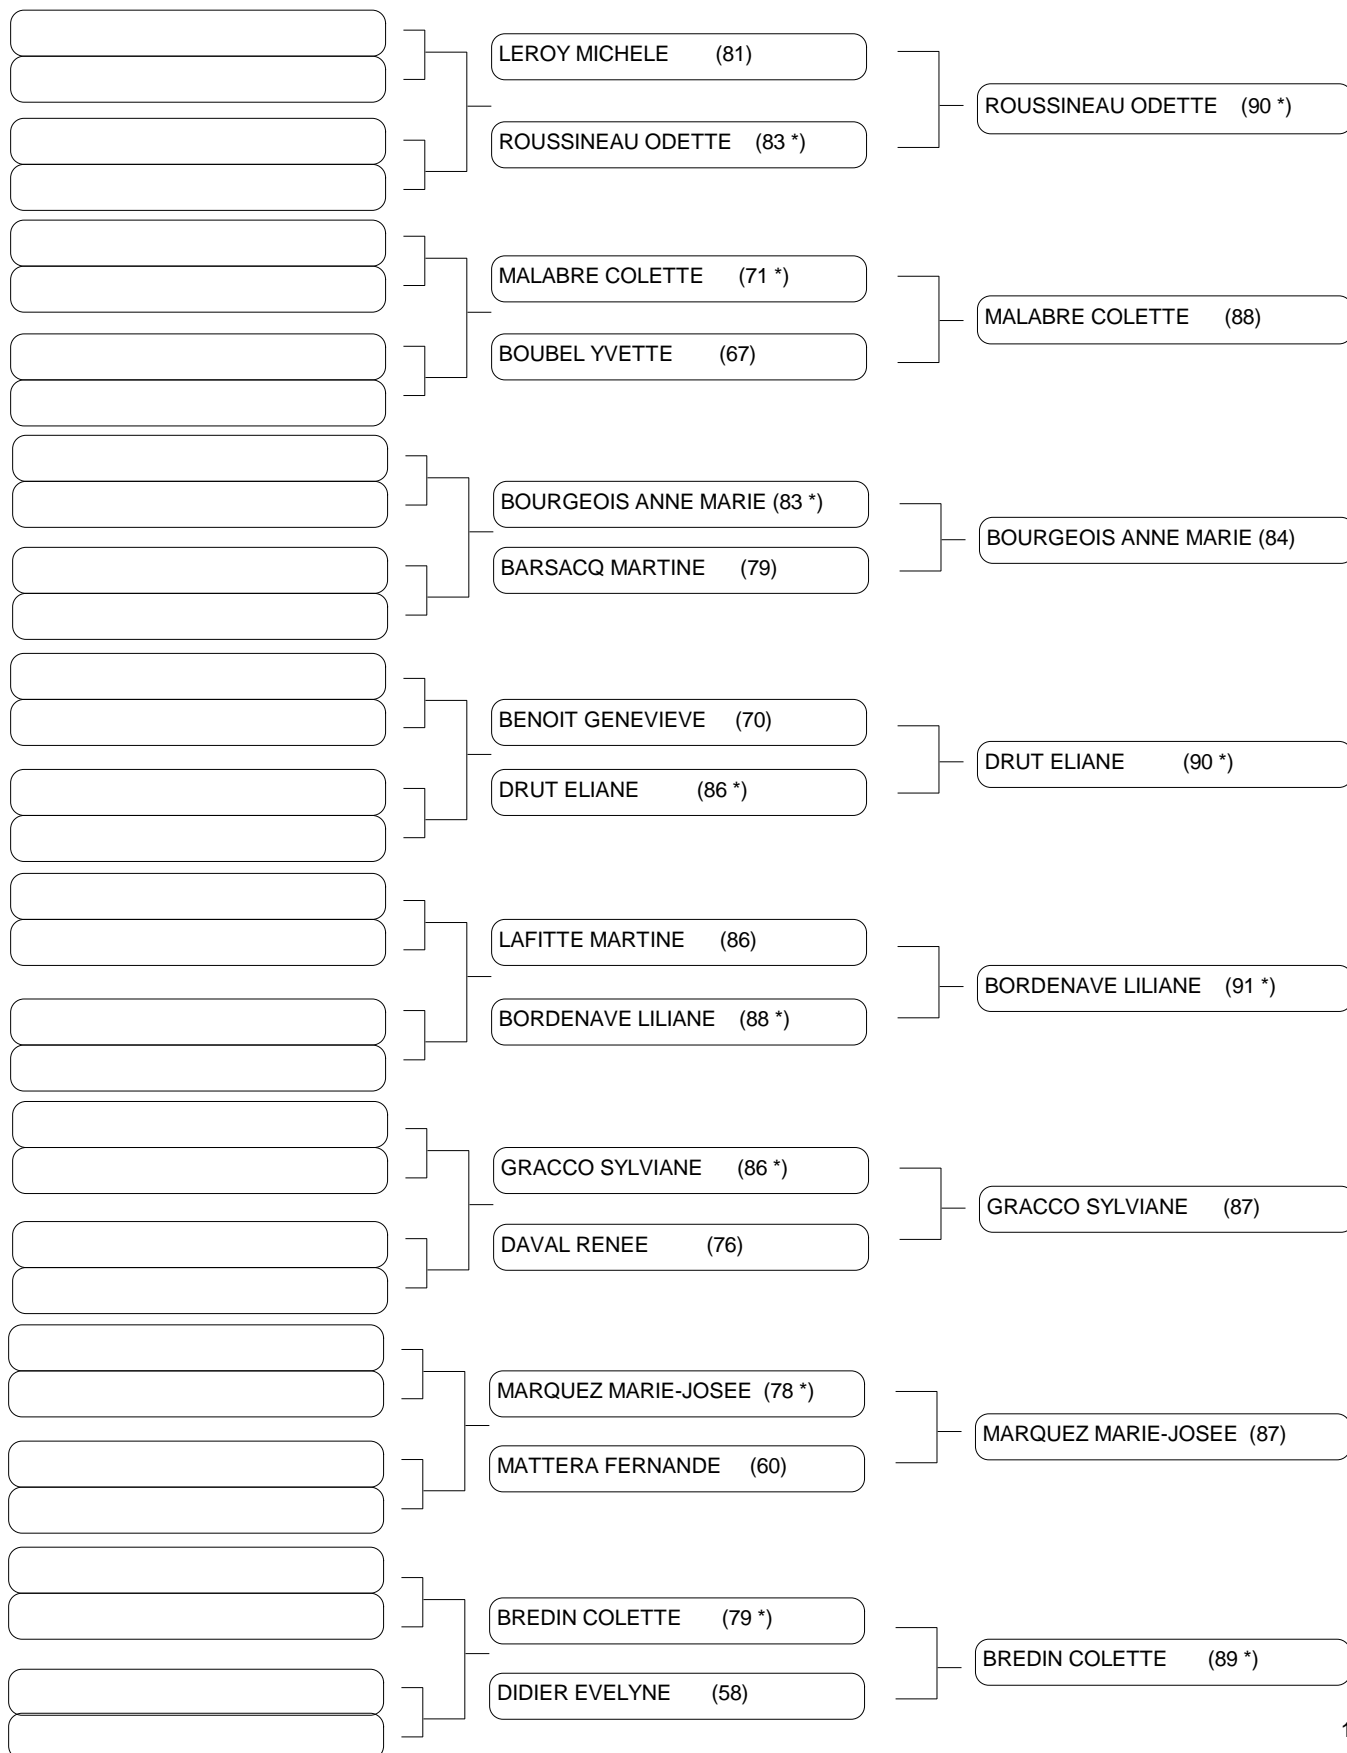 LEROY MICHELE (81)
ROUSSINEAU ODETTE (83 *)
ROUSSINEAU ODETTE (90 *)
MALABRE COLETTE (71 *)
BOUBEL YVETTE (67)
MALABRE COLETTE (88)
BOURGEOIS ANNE MARIE (83 *)
BARSACQ MARTINE (79)
BOURGEOIS ANNE MARIE (84)
BENOIT GENEVIEVE (70)
DRUT ELIANE (86 *)
DRUT ELIANE (90 *)
LAFITTE MARTINE (86)
BORDENAVE LILIANE (88 *)
BORDENAVE LILIANE (91 *)
GRACCO SYLVIANE (86 *)
DAVAL RENEE (76)
GRACCO SYLVIANE (87)
MARQUEZ MARIE-JOSEE (78 *)
MATTERA FERNANDE (60)
MARQUEZ MARIE-JOSEE (87)
BREDIN COLETTE (79 *)
DIDIER EVELYNE (58)
BREDIN COLETTE (89 *)